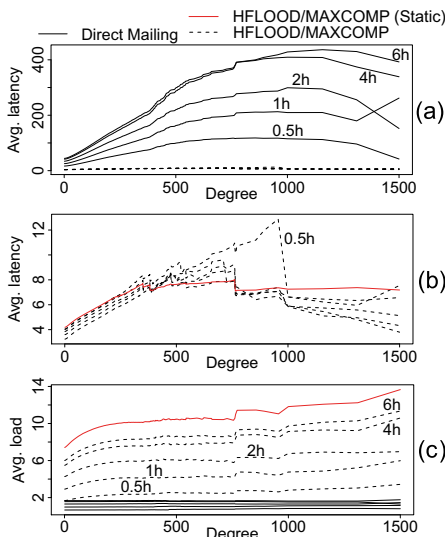 HFLOOD/MAXCOMP (Static)
Direct Mailing HFLOOD/MAXCOMP
Avg. latency
400
200
0
6h
4h
2h
1h
0.5h
(a)
0 500 1000 1500
Degree
Avg. latency
12
10
8
6
4
0.5h
(b)
0 500 1000 1500
Degree
Avg. load
14
10
6
2
6h
4h
2h
1h
0.5h
(c)
0 500 1000 1500
Degree